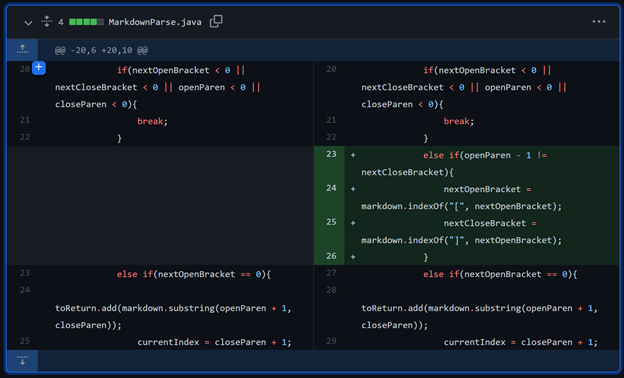 4 MarkdownParse.java
@@ -20,6 +20,10 @@
20 if(nextOpenBracket < 0 ||
nextCloseBracket < 0 || openParen < 0 ||
closeParen < 0){
21 break;
22 }
23 else if(nextOpenBracket == 0){
24
toReturn.add(markdown.substring(openParen + 1,
closeParen));
25 currentIndex = closeParen + 1;
20 if(nextOpenBracket < 0 ||
nextCloseBracket < 0 || openParen < 0 ||
closeParen < 0){
21 break;
22 }
23 + else if(openParen - 1 !=
nextCloseBracket){
24 + nextOpenBracket =
markdown.indexOf("[", nextOpenBracket);
25 + nextCloseBracket =
markdown.indexOf("]", nextOpenBracket);
26 + }
27 else if(nextOpenBracket == 0){
28
toReturn.add(markdown.substring(openParen + 1,
closeParen));
29 currentIndex = closeParen + 1;